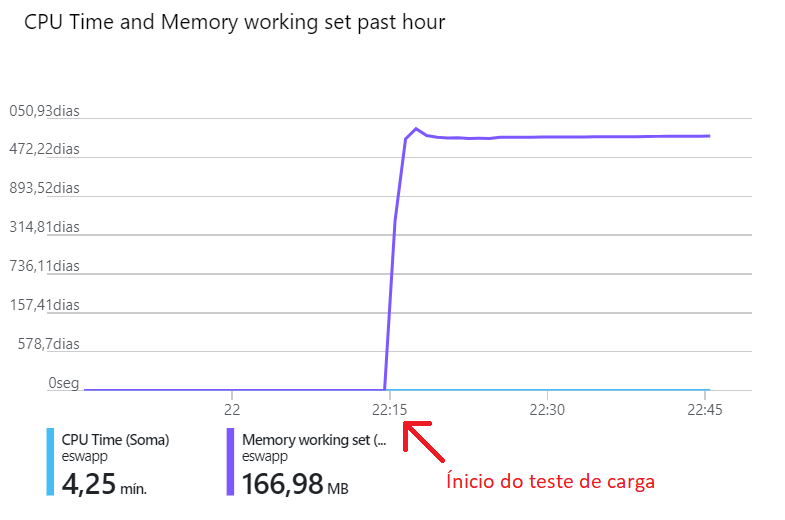 CPU Time and Memory working set past hour
050,93dias
472,22dias
893,52dias
314,81dias
736,11dias
157,41dias
578,7dias
0seg
22
22:15
22:30
22:45
CPU Time (Soma)
eswapp
4,25 mín.
Memory working set (...
eswapp
166,98 MB
Ínicio do teste de carga